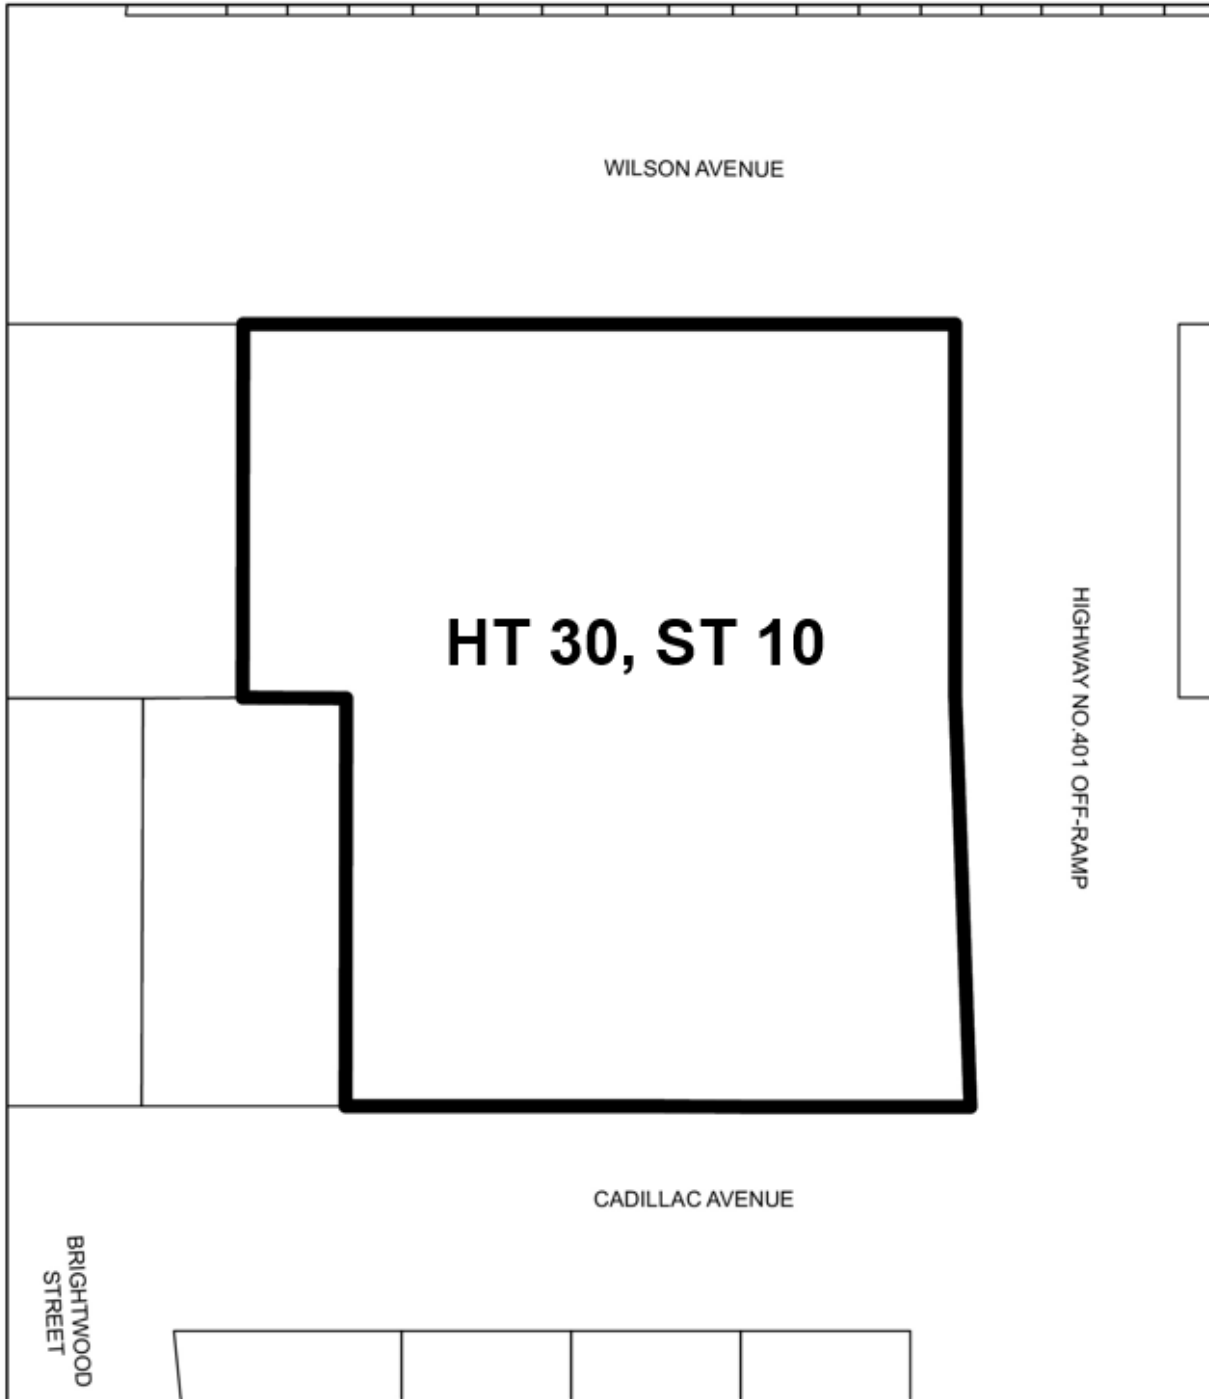 WILSON AVENUE
HT 30, ST 10
HIGHWAY NO.401 OFF-RAMP
CADILLAC AVENUE
BRIGHTWOOD
STREET